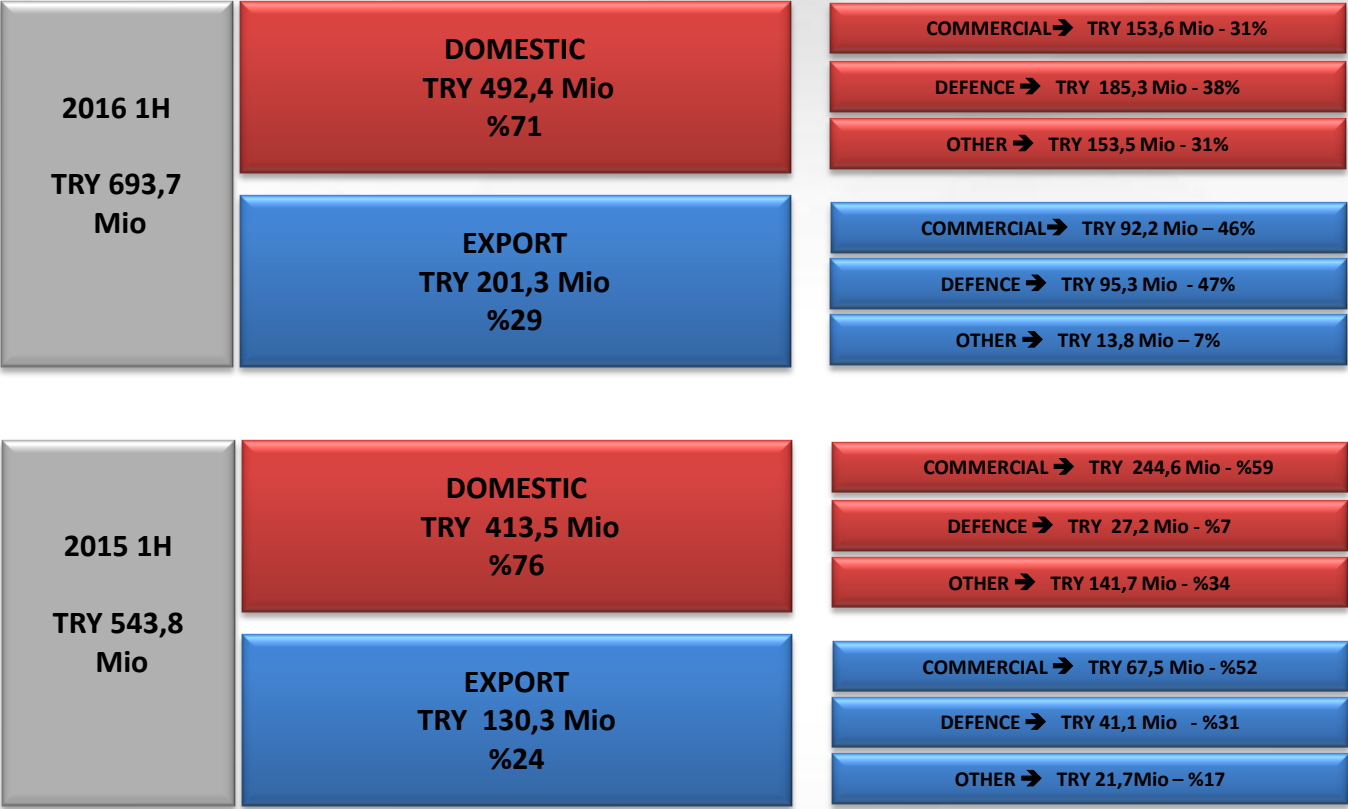 2016 1H
TRY 693,7
Mio
DOMESTIC
TRY 492,4 Mio
%71
COMMERCIAL➔ TRY 153,6 Mio - 31%
DEFENCE ➔ TRY 185,3 Mio - 38%
OTHER ➔ TRY 153,5 Mio - 31%
EXPORT
TRY 201,3 Mio
%29
COMMERCIAL➔ TRY 92,2 Mio – 46%
DEFENCE ➔ TRY 95,3 Mio - 47%
OTHER ➔ TRY 13,8 Mio – 7%
2015 1H
TRY 543,8
Mio
DOMESTIC
TRY 413,5 Mio
%76
COMMERCIAL ➔ TRY 244,6 Mio - %59
DEFENCE ➔ TRY 27,2 Mio - %7
OTHER ➔ TRY 141,7 Mio - %34
EXPORT
TRY 130,3 Mio
%24
COMMERCIAL ➔ TRY 67,5 Mio - %52
DEFENCE ➔ TRY 41,1 Mio - %31
OTHER ➔ TRY 21,7Mio – %17